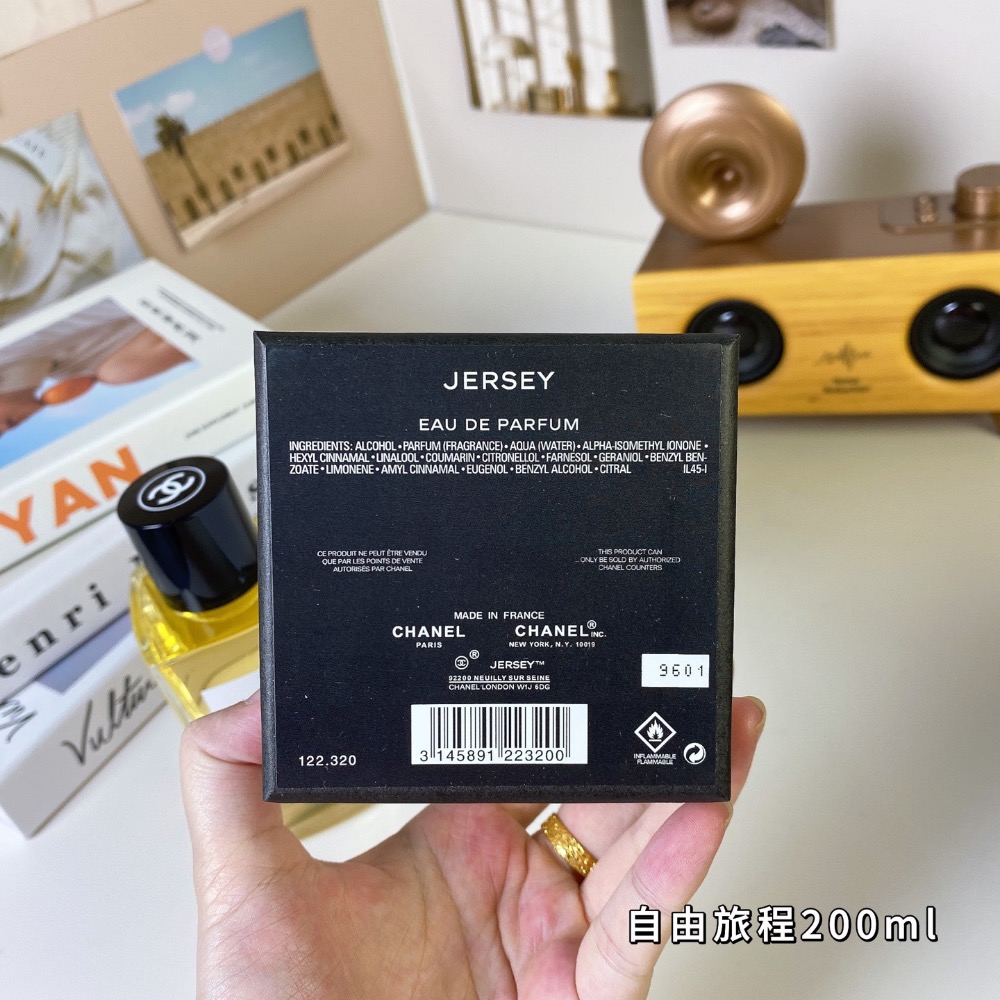 JERSEY
EAU DE PARFUM
INGREDIENTS: ALCOHOL • PARFUM (FRAGRANCE) • AQUA (WATER) • ALPHA-ISOMETHYL IONONE •
HEXYL CINNAMAL • LINALOOL • COUMARIN • CITRONELLOL • FARNESOL • GERANIOL • BENZYL BEN-
ZOATE • LIMONENE • AMYL CINNAMAL • EUGENOL • BENZYL ALCOHOL • CITRAL IL45-I
CE PRODUIT NE PEUT ÊTRE VENDU
QUE PAR LES POINTS DE VENTE
AUTORISÉS PAR CHANEL
THIS PRODUCT CAN
ONLY BE SOLD BY AUTHORIZED
CHANEL COUNTERS
MADE IN FRANCE
CHANEL CHANEL® INC.
PARIS NEW YORK, N.Y. 10019
® JERSEY™
92200 NEUILLY SUR SEINE
CHANEL LONDON W1J 6DG
9601
122.320
3 145891 223200
INFLAMMABLE
FLAMMABLE
YAN
enri
Vultur
自由旅程200ml